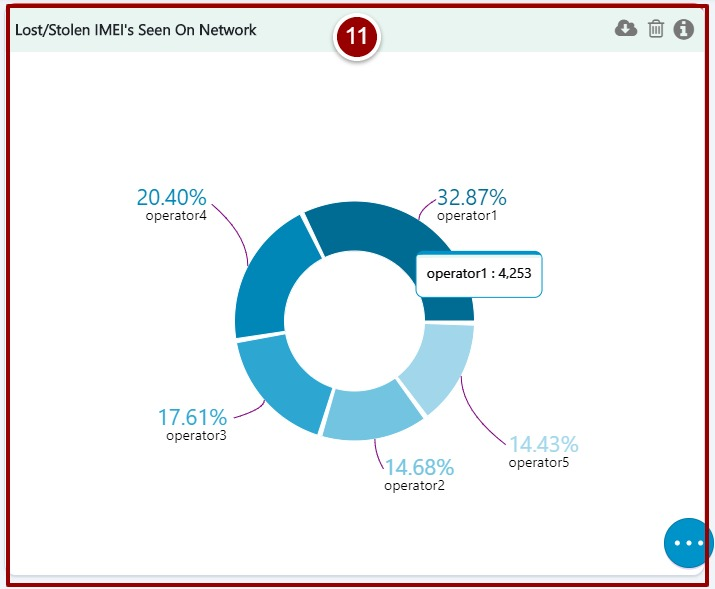 Lost/Stolen IMEI's Seen On Network
11
20.40%
operator4
32.87%
operator1
operator1 : 4,253
17.61%
operator3
14.68%
operator2
14.43%
operator5